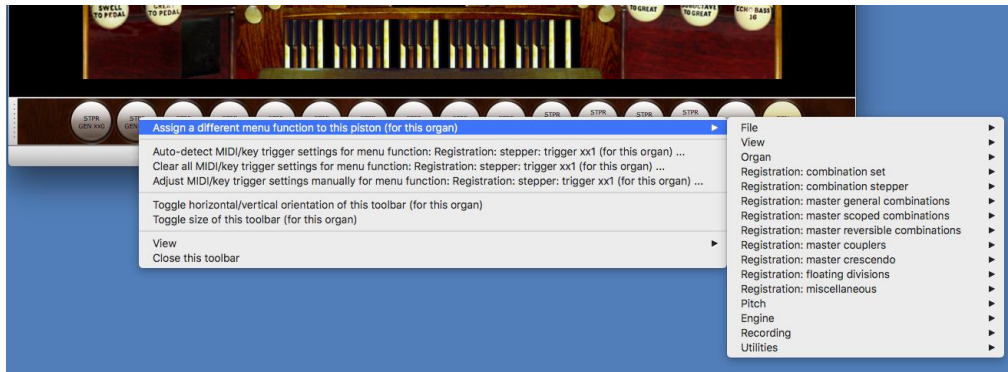 SWELL
TO PEDAL
GREAT
TO PEDAL
TO GREAT
TO GREAT
ECHO BASS
16
STPR
GEN xx0
STPR
GEN
STPR
STPR
STPR
STPR
Assign a different menu function to this piston (for this organ)
Auto-detect MIDI/key trigger settings for menu function: Registration: stepper: trigger xx1 (for this organ) ...
Clear all MIDI/key trigger settings for menu function: Registration: stepper: trigger xx1 (for this organ) ...
Adjust MIDI/key trigger settings manually for menu function: Registration: stepper: trigger xx1 (for this organ) ...
Toggle horizontal/vertical orientation of this toolbar (for this organ)
Toggle size of this toolbar (for this organ)
View
Close this toolbar
File
View
Organ
Registration: combination set
Registration: combination stepper
Registration: master general combinations
Registration: master scoped combinations
Registration: master reversible combinations
Registration: master couplers
Registration: master crescendo
Registration: floating divisions
Registration: miscellaneous
Pitch
Engine
Recording
Utilities